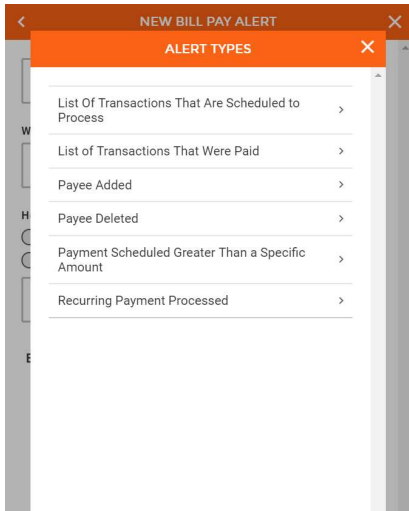 NEW BILL PAY ALERT
ALERT TYPES
List Of Transactions That Are Scheduled to
Process
W
List of Transactions That Were Paid
Payee Added
H
Payee Deleted
Payment Scheduled Greater Than a Specific
Amount
Recurring Payment Processed